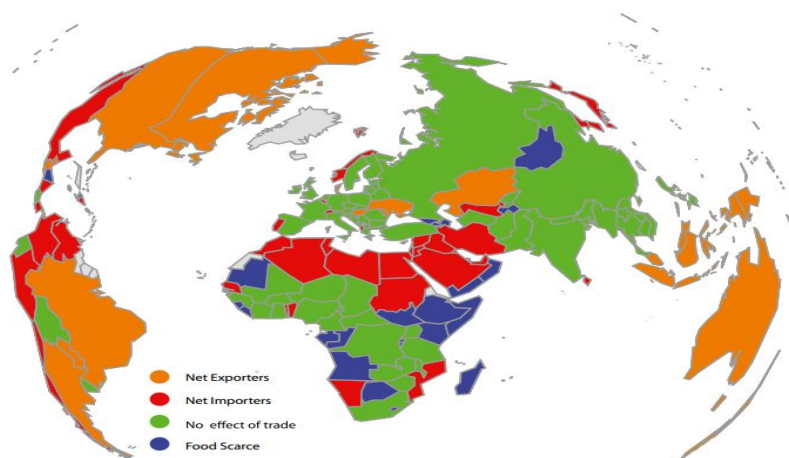 Net Exporters
Net Importers
No effect of trade
Food Scarce